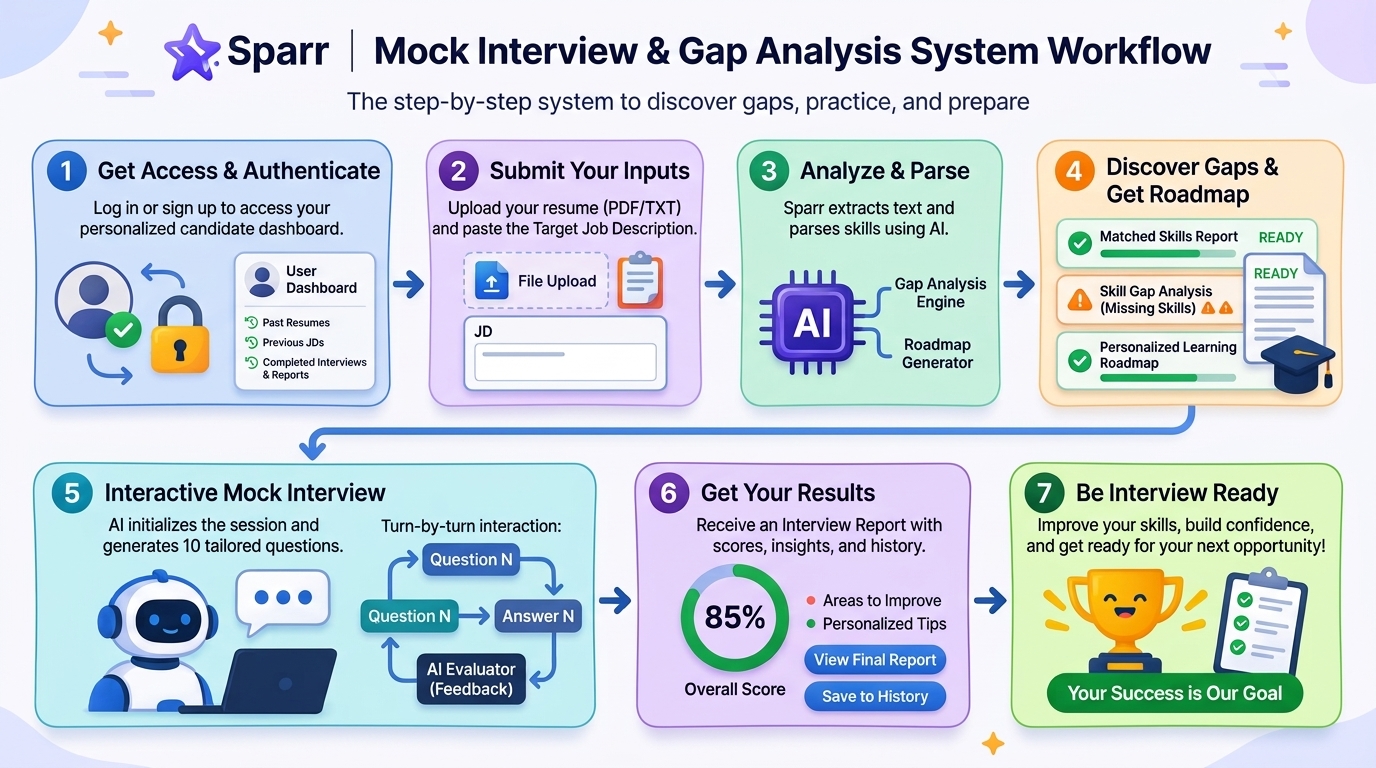 Sparr
Mock Interview & Gap Analysis System Workflow
The step-by-step system to discover gaps, practice, and prepare
1 Get Access & Authenticate
Log in or sign up to access your
personalized candidate dashboard.
User
Dashboard
Past Resumes
Previous JDs
Completed Interviews
& Reports
2 Submit Your Inputs
Upload your resume (PDF/TXT)
and paste the Target Job Description.
File Upload
JD
3 Analyze & Parse
Sparr extracts text and
parses skills using AI.
AI
Gap Analysis
Engine
Roadmap
Generator
4 Discover Gaps &
Get Roadmap
Matched Skills Report READY
READY
Skill Gap Analysis
(Missing Skills)
Personalized Learning
Roadmap
5 Interactive Mock Interview
AI initializes the session and
generates 10 tailored questions.
Turn-by-turn interaction:
Question N
Question N
Answer N
AI Evaluator
(Feedback)
6 Get Your Results
Receive an Interview Report with
scores, insights, and history.
85%
Overall Score
Areas to Improve
Personalized Tips
View Final Report
Save to History
7 Be Interview Ready
Improve your skills, build confidence,
and get ready for your next opportunity!
Your Success is Our Goal